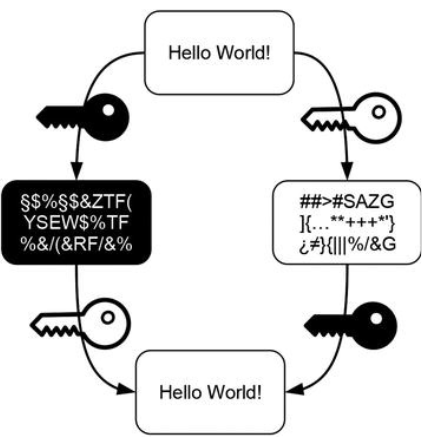 Hello World!
§$%§$&ZTF(
YSEW$%TF
%&/(&RF/&%
##>#SAZG
]{…**+++*'}
¿≠}{|||%/&G
Hello World!